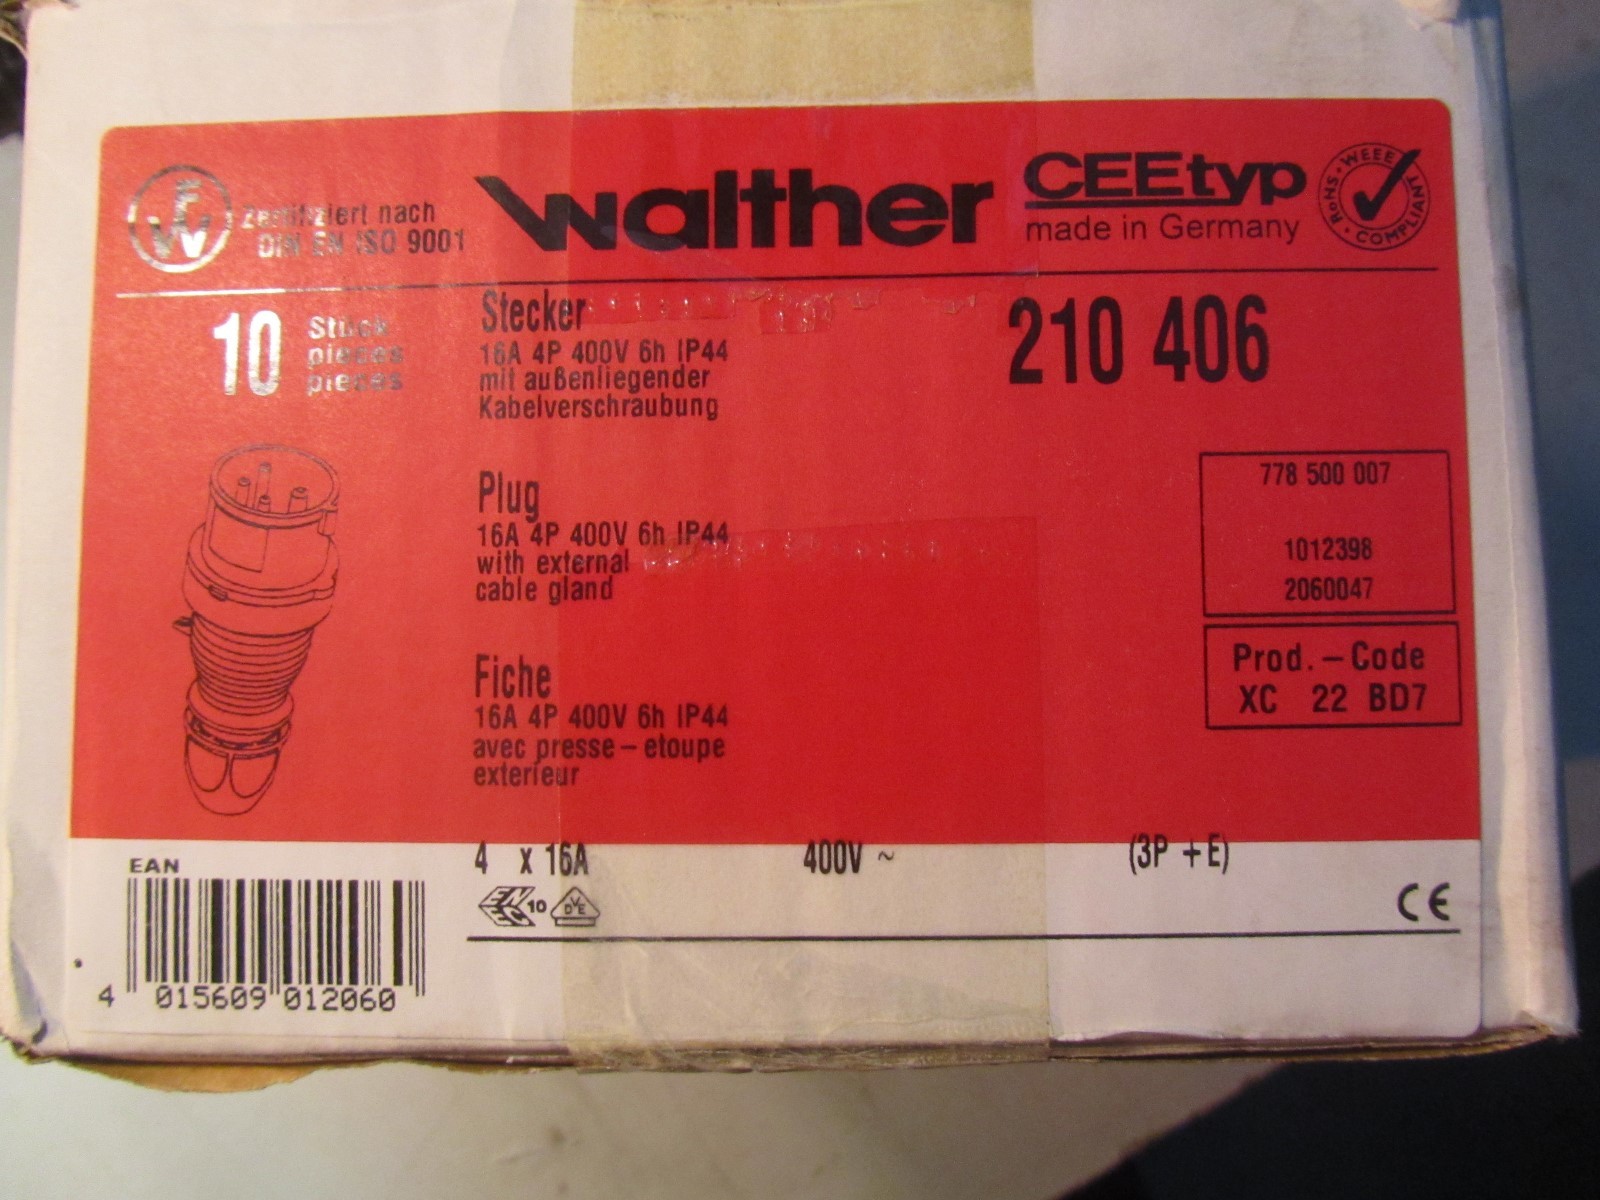 Zertifiziert nach
DIN EN ISO 9001
walther
CEEtyp
made in Germany
RoHS · WEEE · COMPLIANT
10 Stück
pieces
pieces
Stecker
16A 4P 400V 6h IP44
mit außenliegender
Kabelverschraubung
210 406
Plug
16A 4P 400V 6h IP44
with external
cable gland
778 500 007
1012398
2060047
Prod.-Code
XC 22 BD7
Fiche
16A 4P 400V 6h IP44
avec presse-etoupe
exterieur
4 x 16A 400V ~ (3P +E)
EAN
10
VDE
CE
4 015609 012060